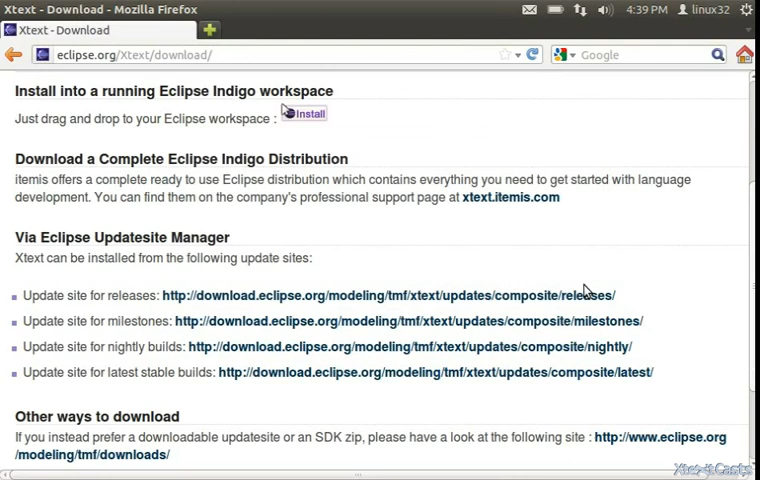 Xtext - Download - Mozilla Firefox
4:39 PM
linux32
Xtext - Download
eclipse.org/Xtext/download/
Google
Install into a running Eclipse Indigo workspace
Just drag and drop to your Eclipse workspace :
Install
Download a Complete Eclipse Indigo Distribution
itemis offers a complete ready to use Eclipse distribution which contains everything you need to get started with language
development. You can find them on the company's professional support page at xtext.itemis.com
Via Eclipse Updatesite Manager
Xtext can be installed from the following update sites:
Update site for releases: http://download.eclipse.org/modeling/tmf/xtext/updates/composite/releases/
Update site for milestones: http://download.eclipse.org/modeling/tmf/xtext/updates/composite/milestones/
Update site for nightly builds: http://download.eclipse.org/modeling/tmf/xtext/updates/composite/nightly/
Update site for latest stable builds: http://download.eclipse.org/modeling/tmf/xtext/updates/composite/latest/
Other ways to download
If you instead prefer a downloadable updatesite or an SDK zip, please have a look at the following site : http://www.eclipse.org
/modeling/tmf/downloads/